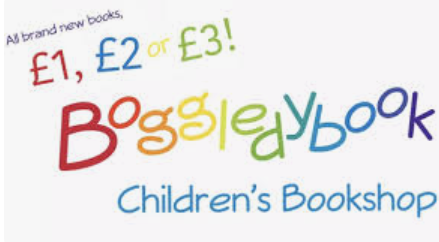 All brand new books,
£1, £2 or £3!
Boggledybook
Children's Bookshop